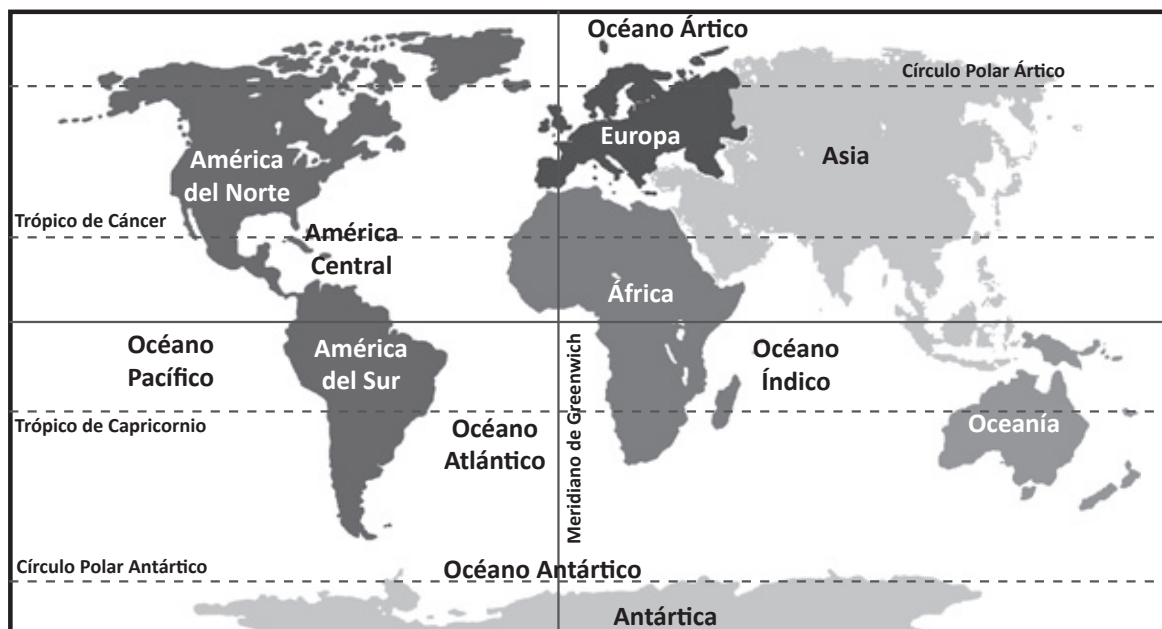 Océano Ártico
Círculo Polar Ártico
Europa
Asia
América
del Norte
Trópico de Cáncer
América
Central
África
Océano
Pacífico
América
del Sur
Meridiano de Greenwich
Océano
Índico
Trópico de Capricornio
Océano
Atlántico
Oceanía
Círculo Polar Antártico
Océano Antártico
Antártica